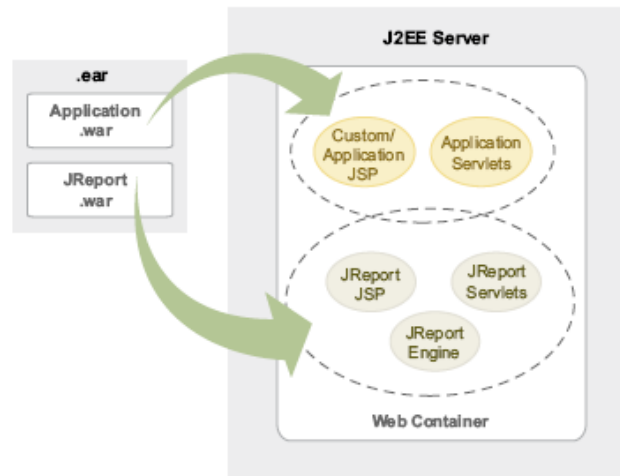 J2EE Server
.ear
Application
.war
JReport
.war
Custom/
Application
JSP
Application
Servlets
JReport
JSP
JReport
Servlets
JReport
Engine
Web Container